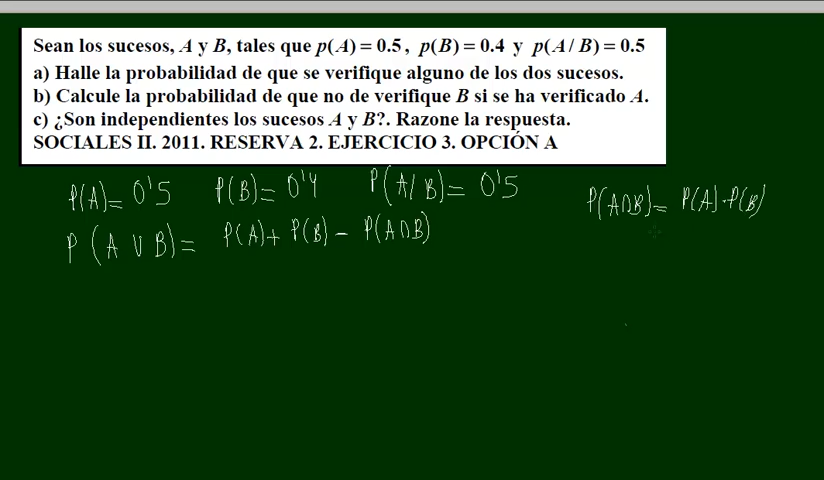 Sean los sucesos, A y B, tales que p(A) = 0.5, p(B) = 0.4 y p(A / B) = 0.5
a) Halle la probabilidad de que se verifique alguno de los dos sucesos.
b) Calcule la probabilidad de que no de verifique B si se ha verificado A.
c) ¿Son independientes los sucesos A y B?. Razone la respuesta.
SOCIALES II. 2011. RESERVA 2. EJERCICIO 3. OPCIÓN A
P(A)= 0'5 P(B)= 0'4 P(A/B)= 0'5 P(A∩B)= P(A)·P(B)
P(A ∪ B)= P(A)+ P(B) - P(A∩B)